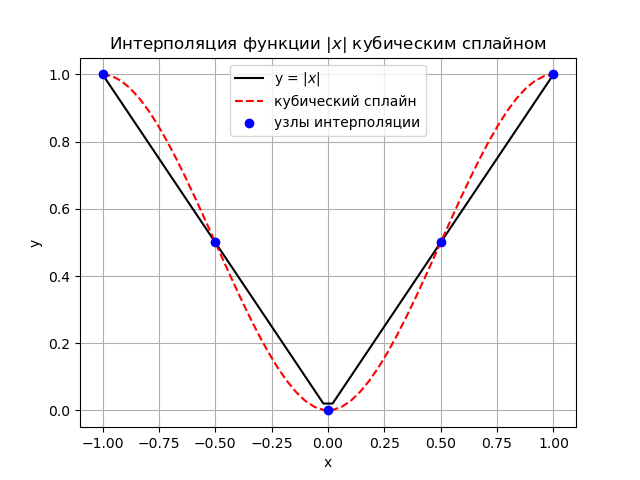 Интерполяция функции |x| кубическим сплайном
y = |x|
кубический сплайн
узлы интерполяции
y
1.0
0.8
0.6
0.4
0.2
0.0
−1.00 −0.75 −0.50 −0.25 0.00 0.25 0.50 0.75 1.00
x